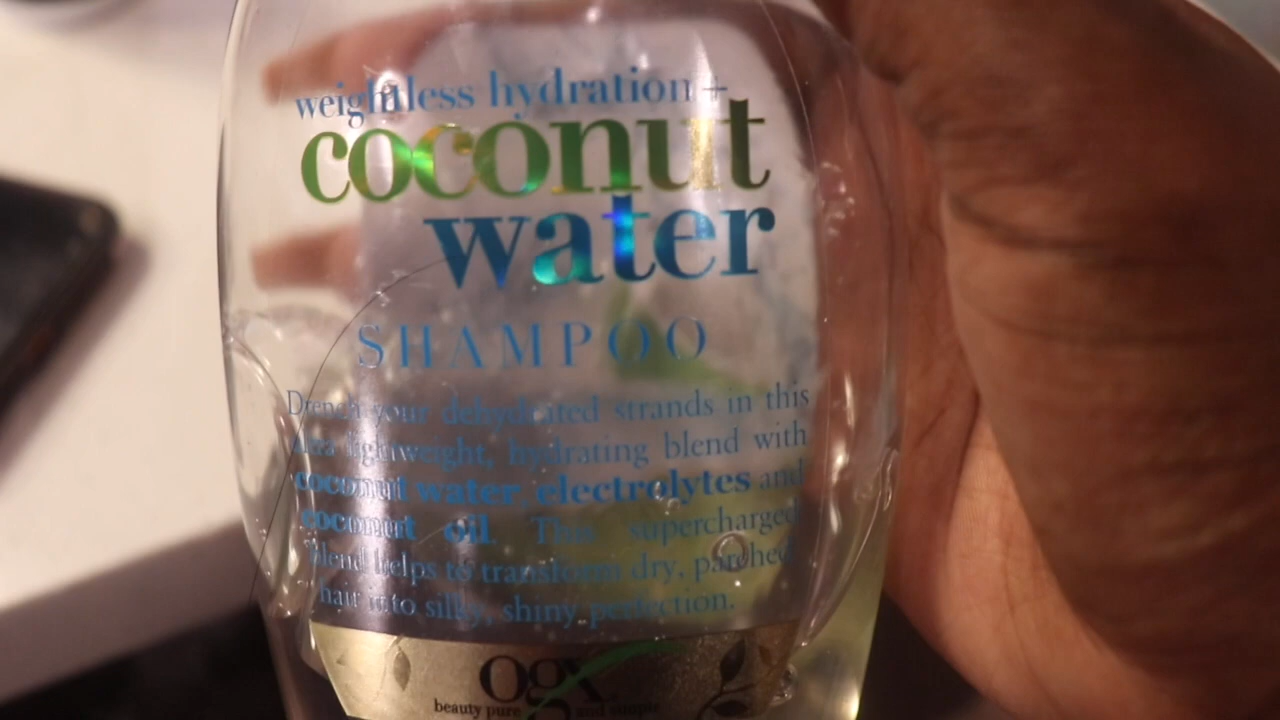 weightless hydration +
coconut
water
SHAMPOO
Drench your dehydrated strands in this
ultra lightweight, hydrating blend with
coconut water, electrolytes and
coconut oil. This supercharged
blend helps to transform dry, parched
hair into silky, shiny perfection.
ogx
beauty pure and simple